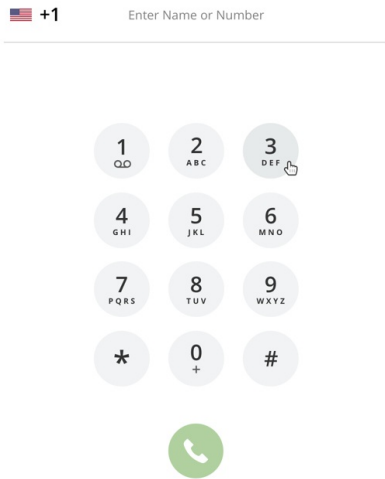 +1 Enter Name or Number
1 2 3
ABC DEF
4 5 6
GHI JKL MNO
7 8 9
PQRS TUV WXYZ
* 0 #
+